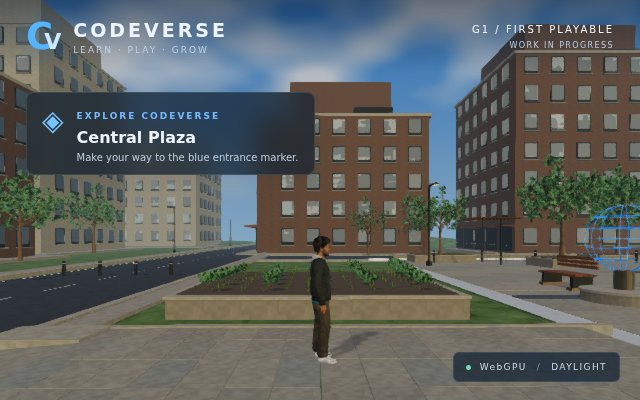 Cv CODEVERSE
LEARN · PLAY · GROW
G1 / FIRST PLAYABLE
WORK IN PROGRESS
EXPLORE CODEVERSE
Central Plaza
Make your way to the blue entrance marker.
WebGPU / DAYLIGHT